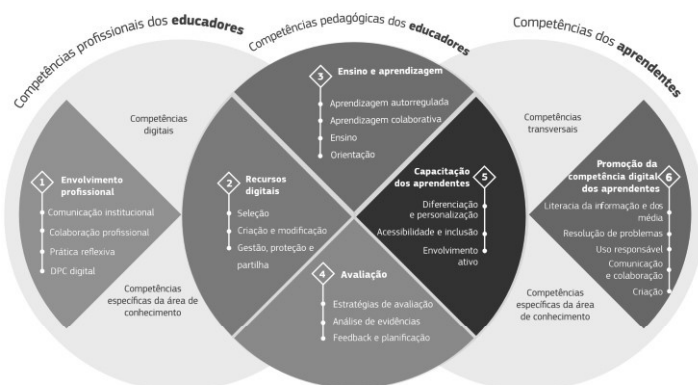 Competências profissionais dos educadores
Competências pedagógicas dos educadores
Competências dos aprendentes
Competências
digitais
1
Envolvimento
profissional
Comunicação institucional
Colaboração profissional
Prática reflexiva
DPC digital
Competências
específicas da área de
conhecimento
2
Recursos
digitais
Seleção
Criação e modificação
Gestão, proteção e
partilha
3
Ensino e aprendizagem
Aprendizagem autorregulada
Aprendizagem colaborativa
Ensino
Orientação
4
Avaliação
Estratégias de avaliação
Análise de evidências
Feedback e planificação
Capacitação
dos aprendentes
5
Diferenciação
e personalização
Acessibilidade e inclusão
Envolvimento
ativo
Competências
transversais
Promoção da
competência digital
dos aprendentes
6
Literacia da informação e dos
média
Resolução de problemas
Uso responsável
Comunicação
e colaboração
Criação
Competências
específicas da área
de conhecimento